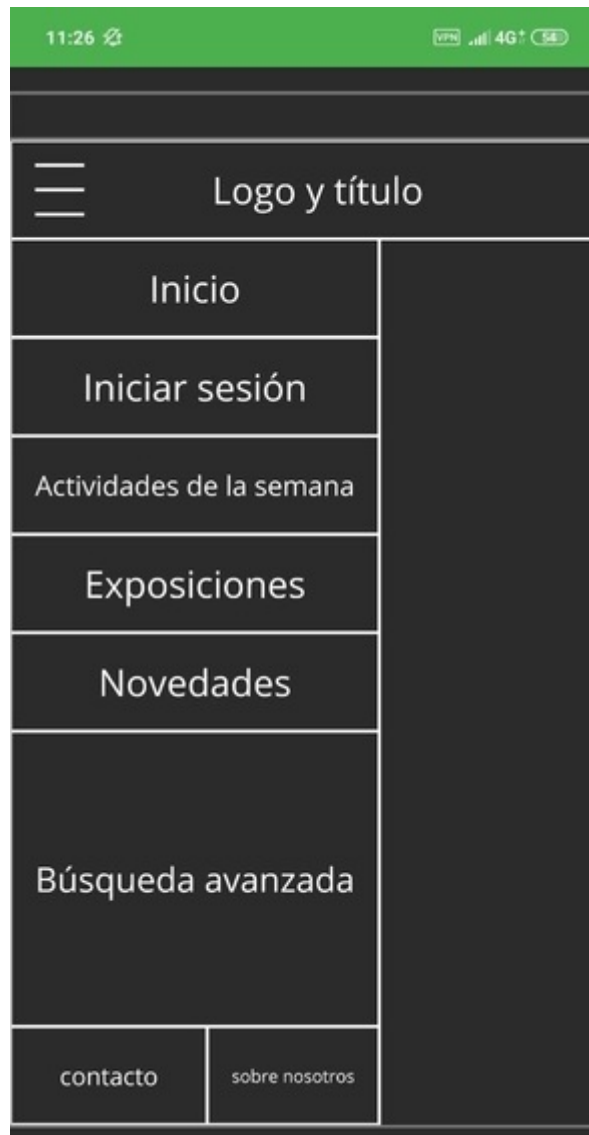 11:26 VPN 4G+ 54
Logo y título
Inicio
Iniciar sesión
Actividades de la semana
Exposiciones
Novedades
Búsqueda avanzada
contacto sobre nosotros